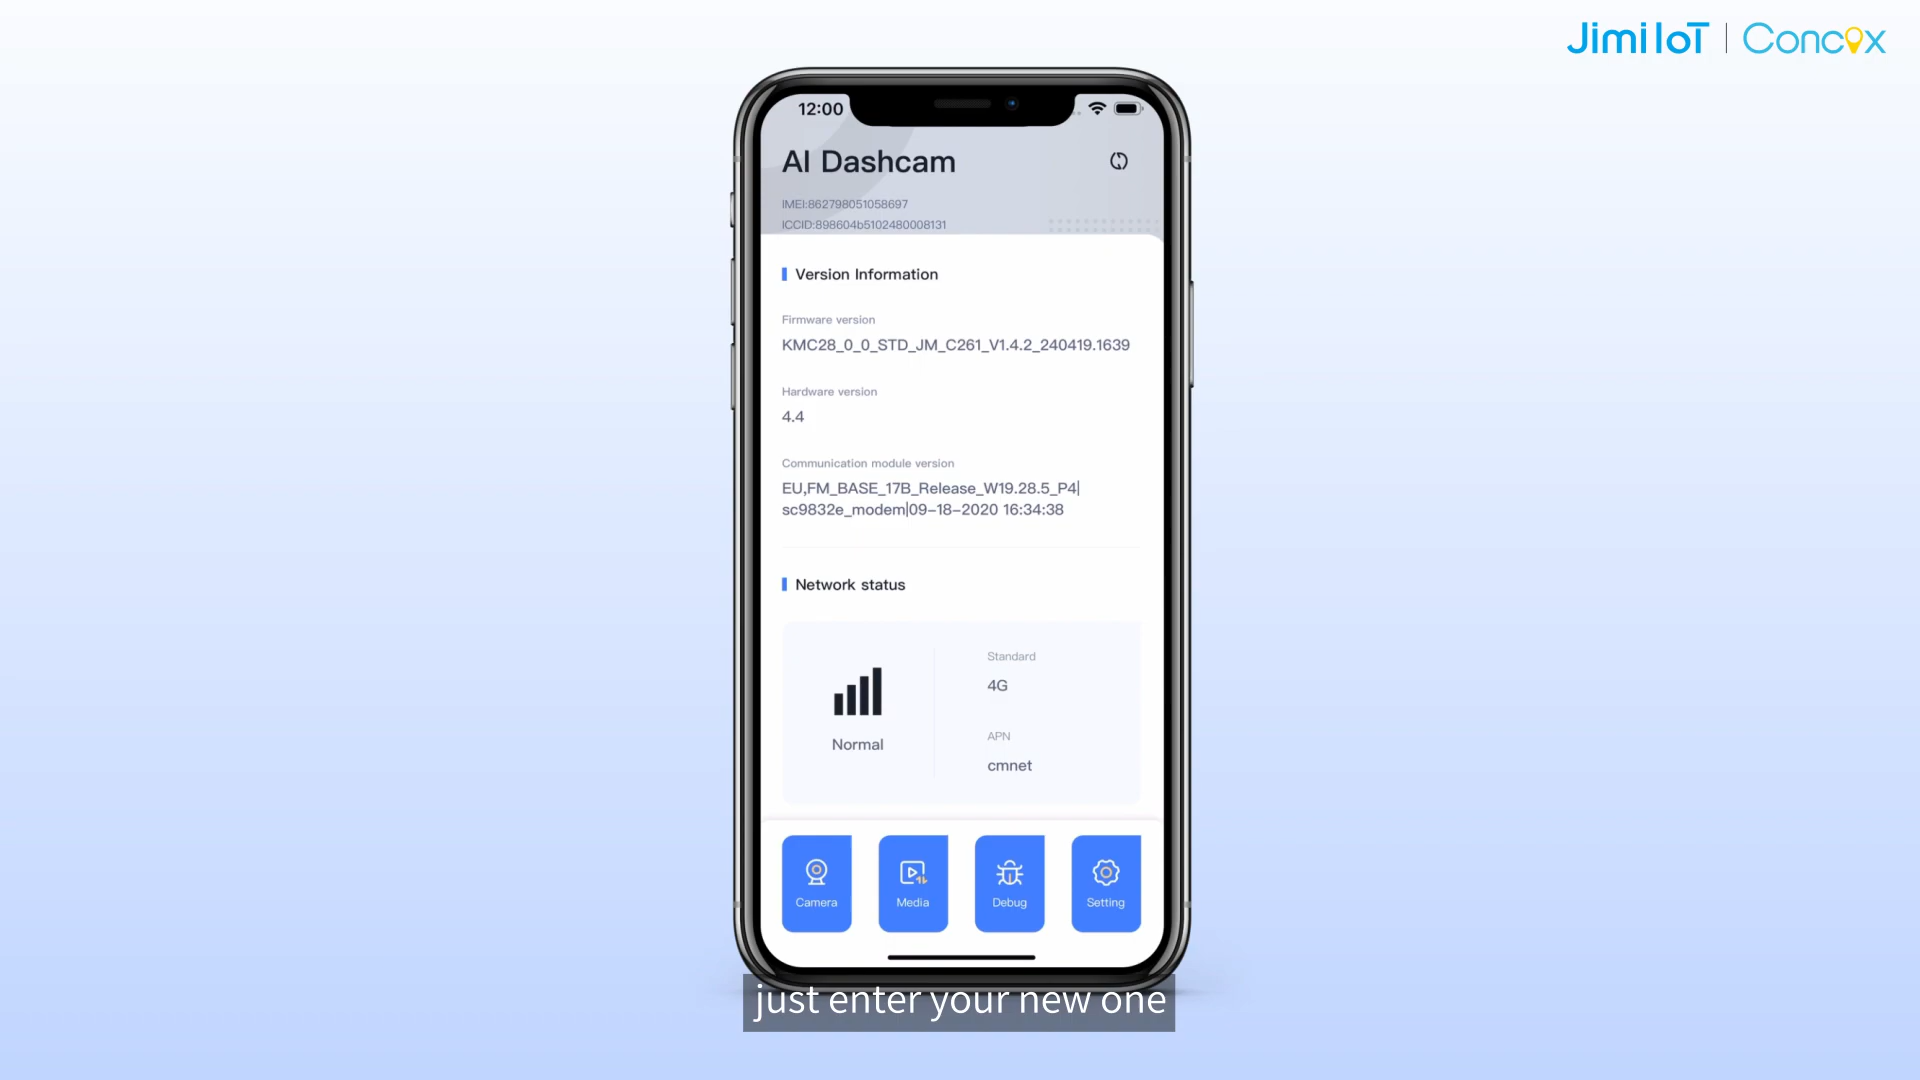 JimiIoT | Concox
12:00
AI Dashcam
IMEI:862798051058697
ICCID:898604b5102480008131
Version Information
Firmware version
KMC28_0_0_STD_JM_C261_V1.4.2_240419.1639
Hardware version
4.4
Communication module version
EU,FM_BASE_17B_Release_W19.28.5_P4|
sc9832e_modem|09-18-2020 16:34:38
Network status
Standard
4G
Normal
APN
cmnet
Camera
Media
Debug
Setting
just enter your new one